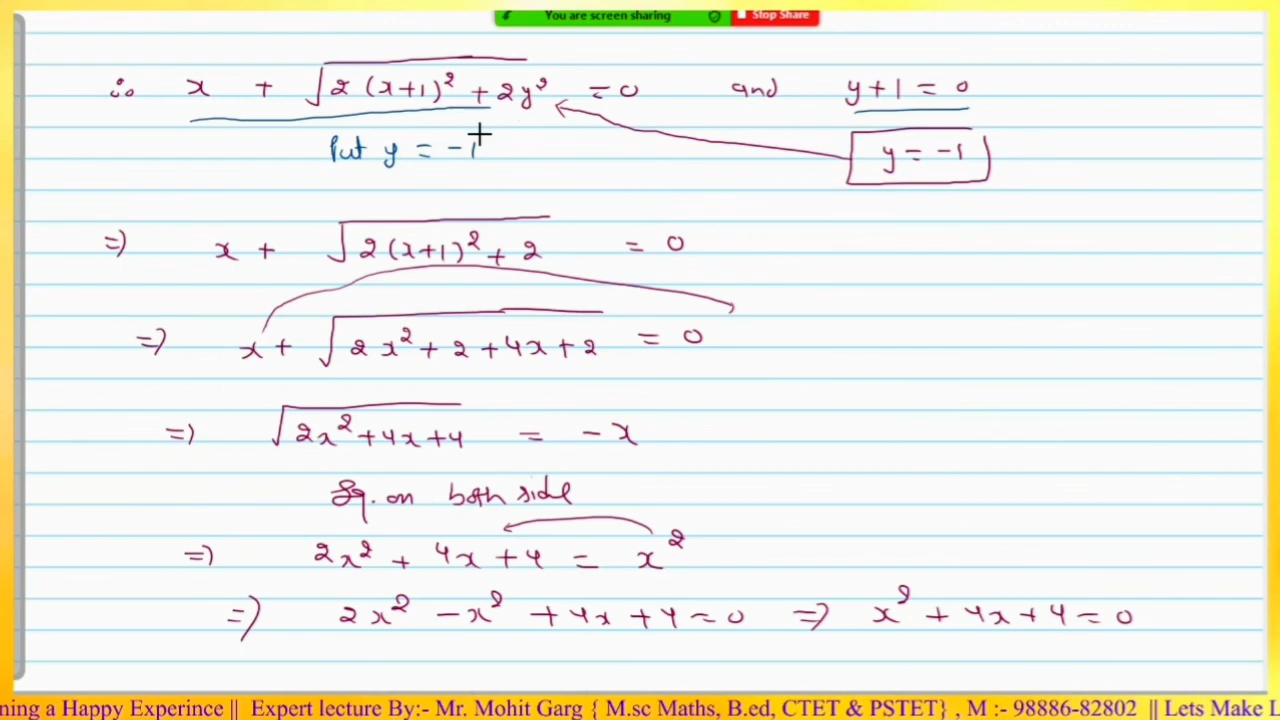 You are screen sharing Stop Share
∴ x + √(2(x+1)² + 2y²) = 0 and y+1 = 0
Put y = -1 y = -1
=) x + √(2(x+1)² + 2) = 0
=) x + √(2x² + 2 + 4x + 2) = 0
=) √(2x² + 4x + 4) = -x
Sq. on both side
=) 2x² + 4x + 4 = x²
=) 2x² - x² + 4x + 4 = 0 =) x² + 4x + 4 = 0
ning a Happy Experince || Expert lecture By:- Mr. Mohit Garg { M.sc Maths, B.ed, CTET & PSTET} , M :- 98886-82802 || Lets Make L